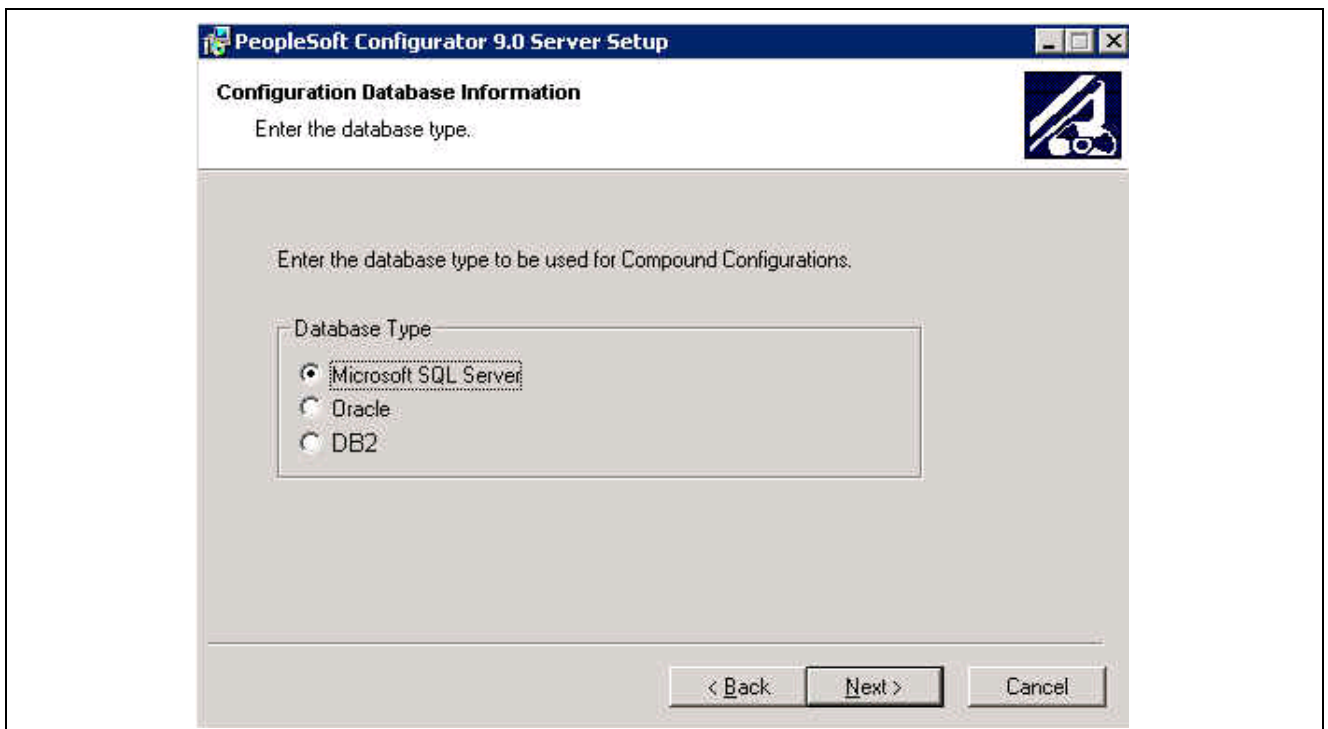 PeopleSoft Configurator 9.0 Server Setup
Configuration Database Information
Enter the database type.
Enter the database type to be used for Compound Configurations.
Database Type
Microsoft SQL Server
Oracle
DB2
< Back
Next >
Cancel